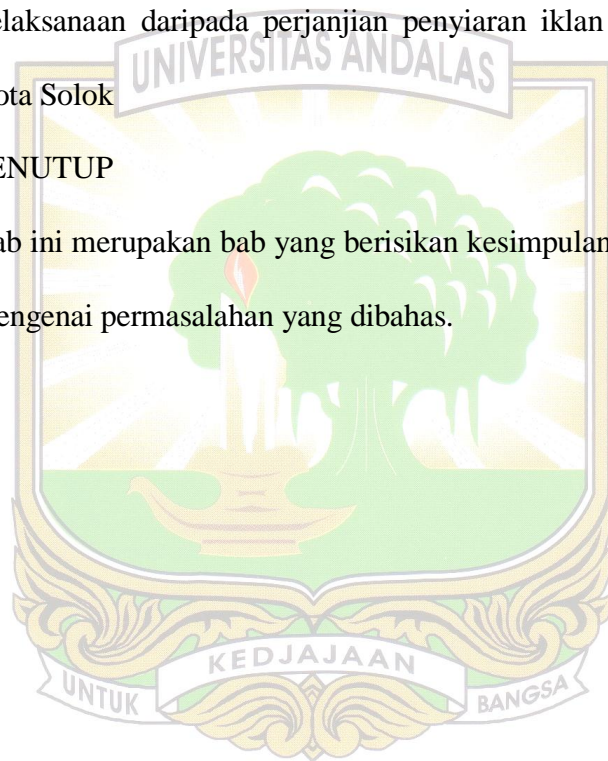 elaksanaan daripada perjanjian penyiaran iklan
UNIVERSITAS ANDALAS
ota Solok
ENUTUP
ab ini merupakan bab yang berisikan kesimpulan
engenai permasalahan yang dibahas.
KEDJAJAAN
UNTUK BANGSA